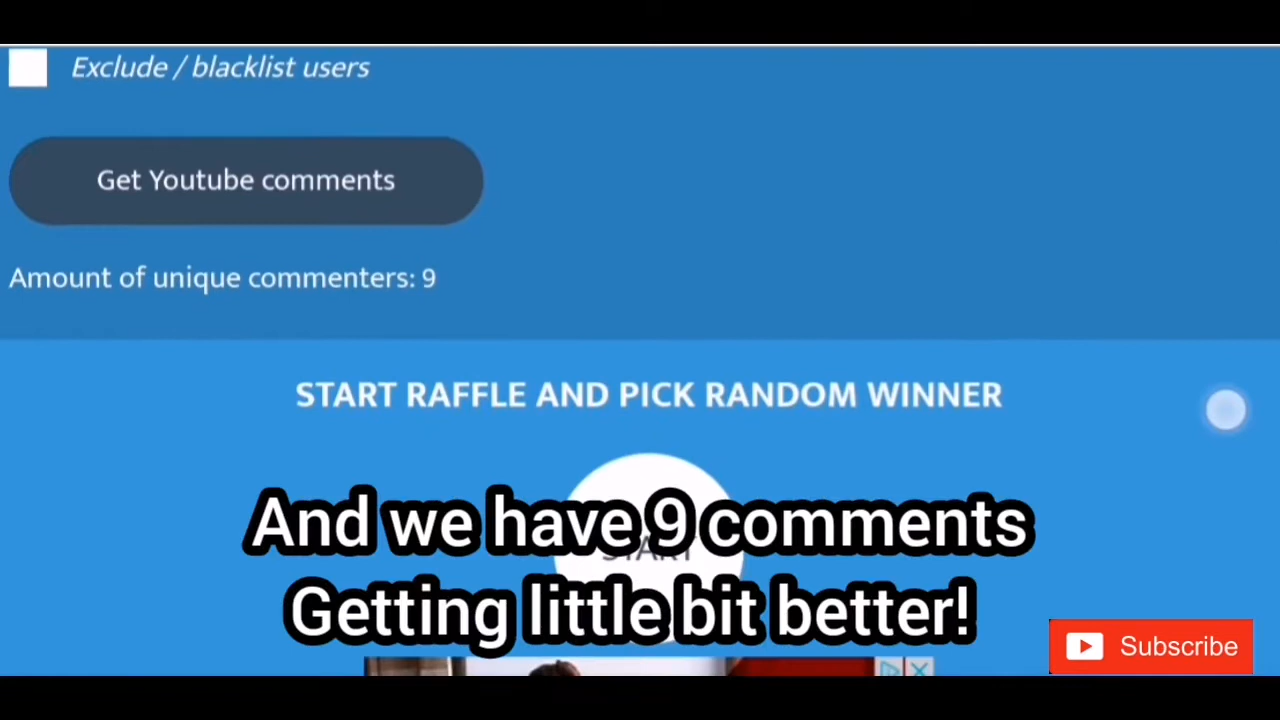 Exclude / blacklist users
Get Youtube comments
Amount of unique commenters: 9
START RAFFLE AND PICK RANDOM WINNER
START
And we have 9 comments
Getting little bit better!
Subscribe